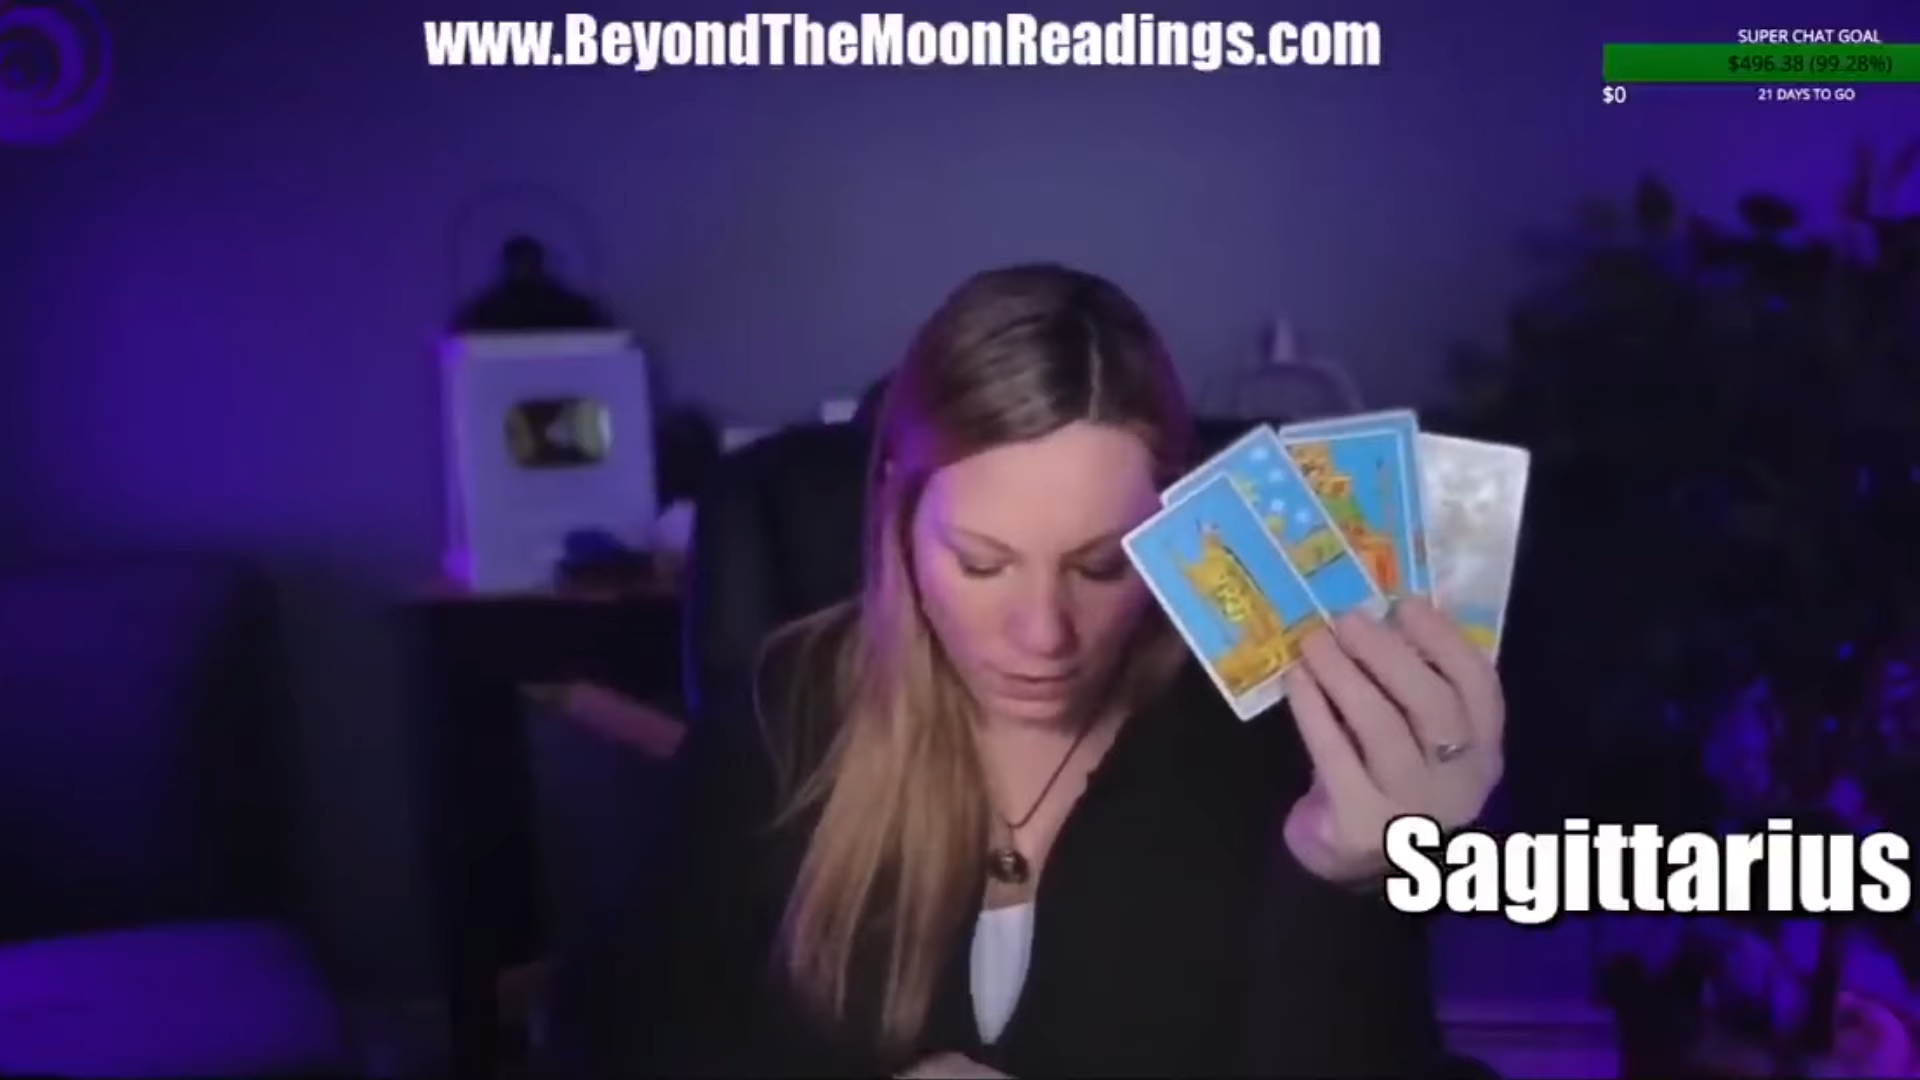 www.BeyondTheMoonReadings.com
SUPER CHAT GOAL
$496.38 (99.28%)
$0
21 DAYS TO GO
Sagittarius